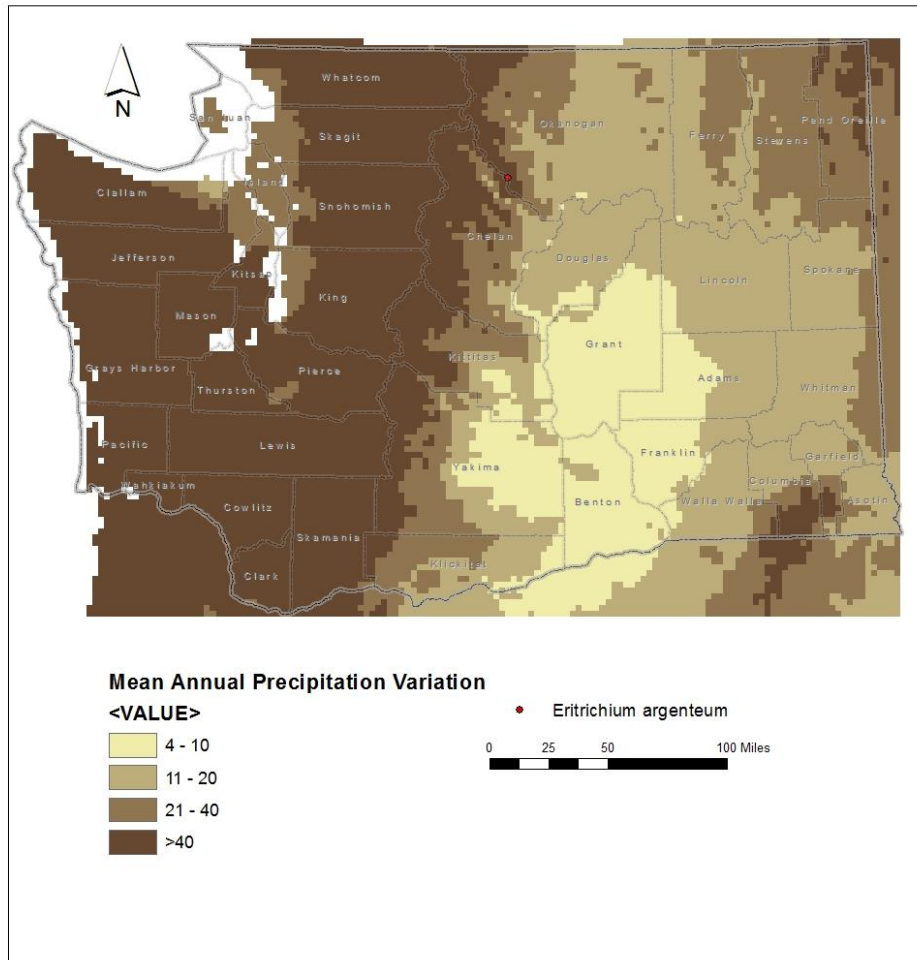 N
Whatcom
San Juan
Skagit
Okanogan
Ferry
Stevens
Pend Oreille
Clallam
Island
Snohomish
Chelan
Jefferson
Kitsap
Douglas
Lincoln
Spokane
Mason
King
Grant
Grays Harbor
Kittitas
Thurston
Pierce
Adams
Whitman
Pacific
Lewis
Yakima
Franklin
Garfield
Wahkiakum
Columbia
Cowlitz
Benton
Walla Walla
Asotin
Skamania
Klickitat
Clark
Mean Annual Precipitation Variation
<VALUE>
4 - 10
11 - 20
21 - 40
>40
Eritrichium argenteum
0 25 50 100 Miles